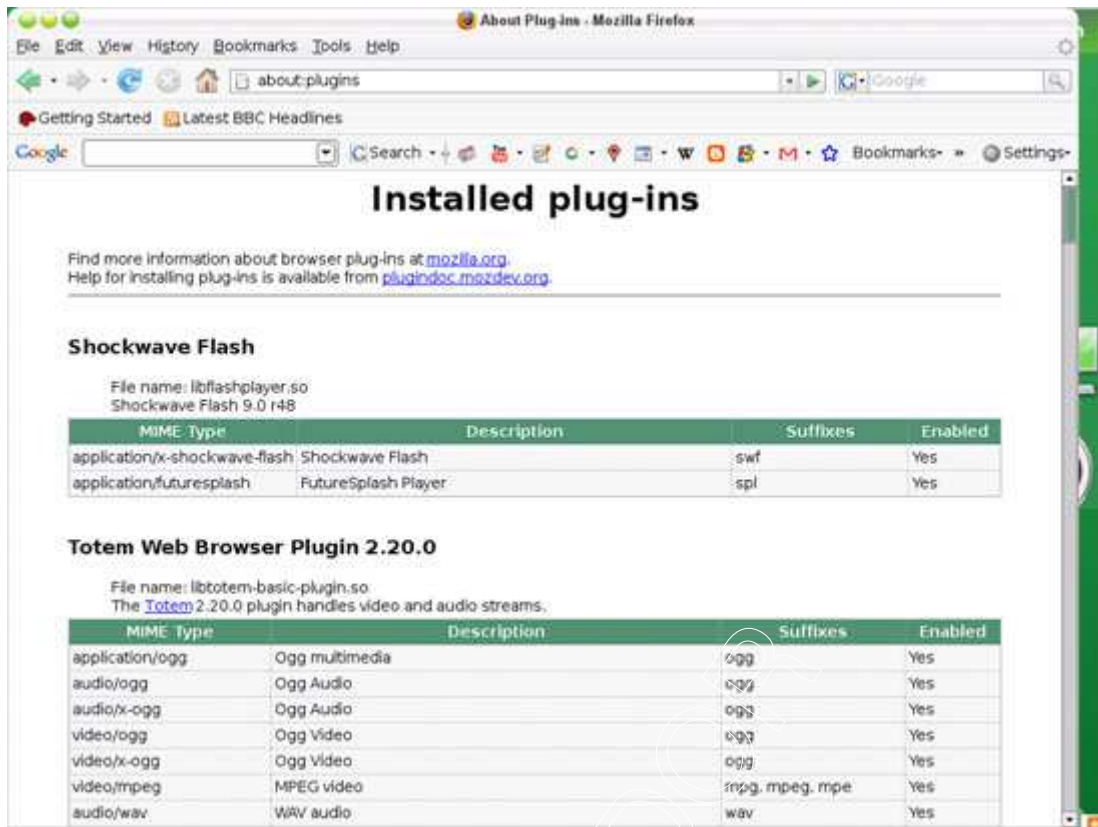 About Plug-ins - Mozilla Firefox
File Edit View History Bookmarks Tools Help
about:plugins Google
Getting Started Latest BBC Headlines
Google Search Bookmarks Settings
Installed plug-ins
Find more information about browser plug-ins at mozilla.org.
Help for installing plug-ins is available from plugindoc.mozdev.org.
Shockwave Flash
File name: libflashplayer.so
Shockwave Flash 9.0 r48
MIME Type Description Suffixes Enabled
application/x-shockwave-flash Shockwave Flash swf Yes
application/futuresplash FutureSplash Player spl Yes
Totem Web Browser Plugin 2.20.0
File name: libtotem-basic-plugin.so
The Totem 2.20.0 plugin handles video and audio streams.
MIME Type Description Suffixes Enabled
application/ogg Ogg multimedia ogg Yes
audio/ogg Ogg Audio ogg Yes
audio/x-ogg Ogg Audio ogg Yes
video/ogg Ogg Video ogg Yes
video/x-ogg Ogg Video ogg Yes
video/mpeg MPEG video mpg, mpeg, mpe Yes
audio/wav WAV audio wav Yes